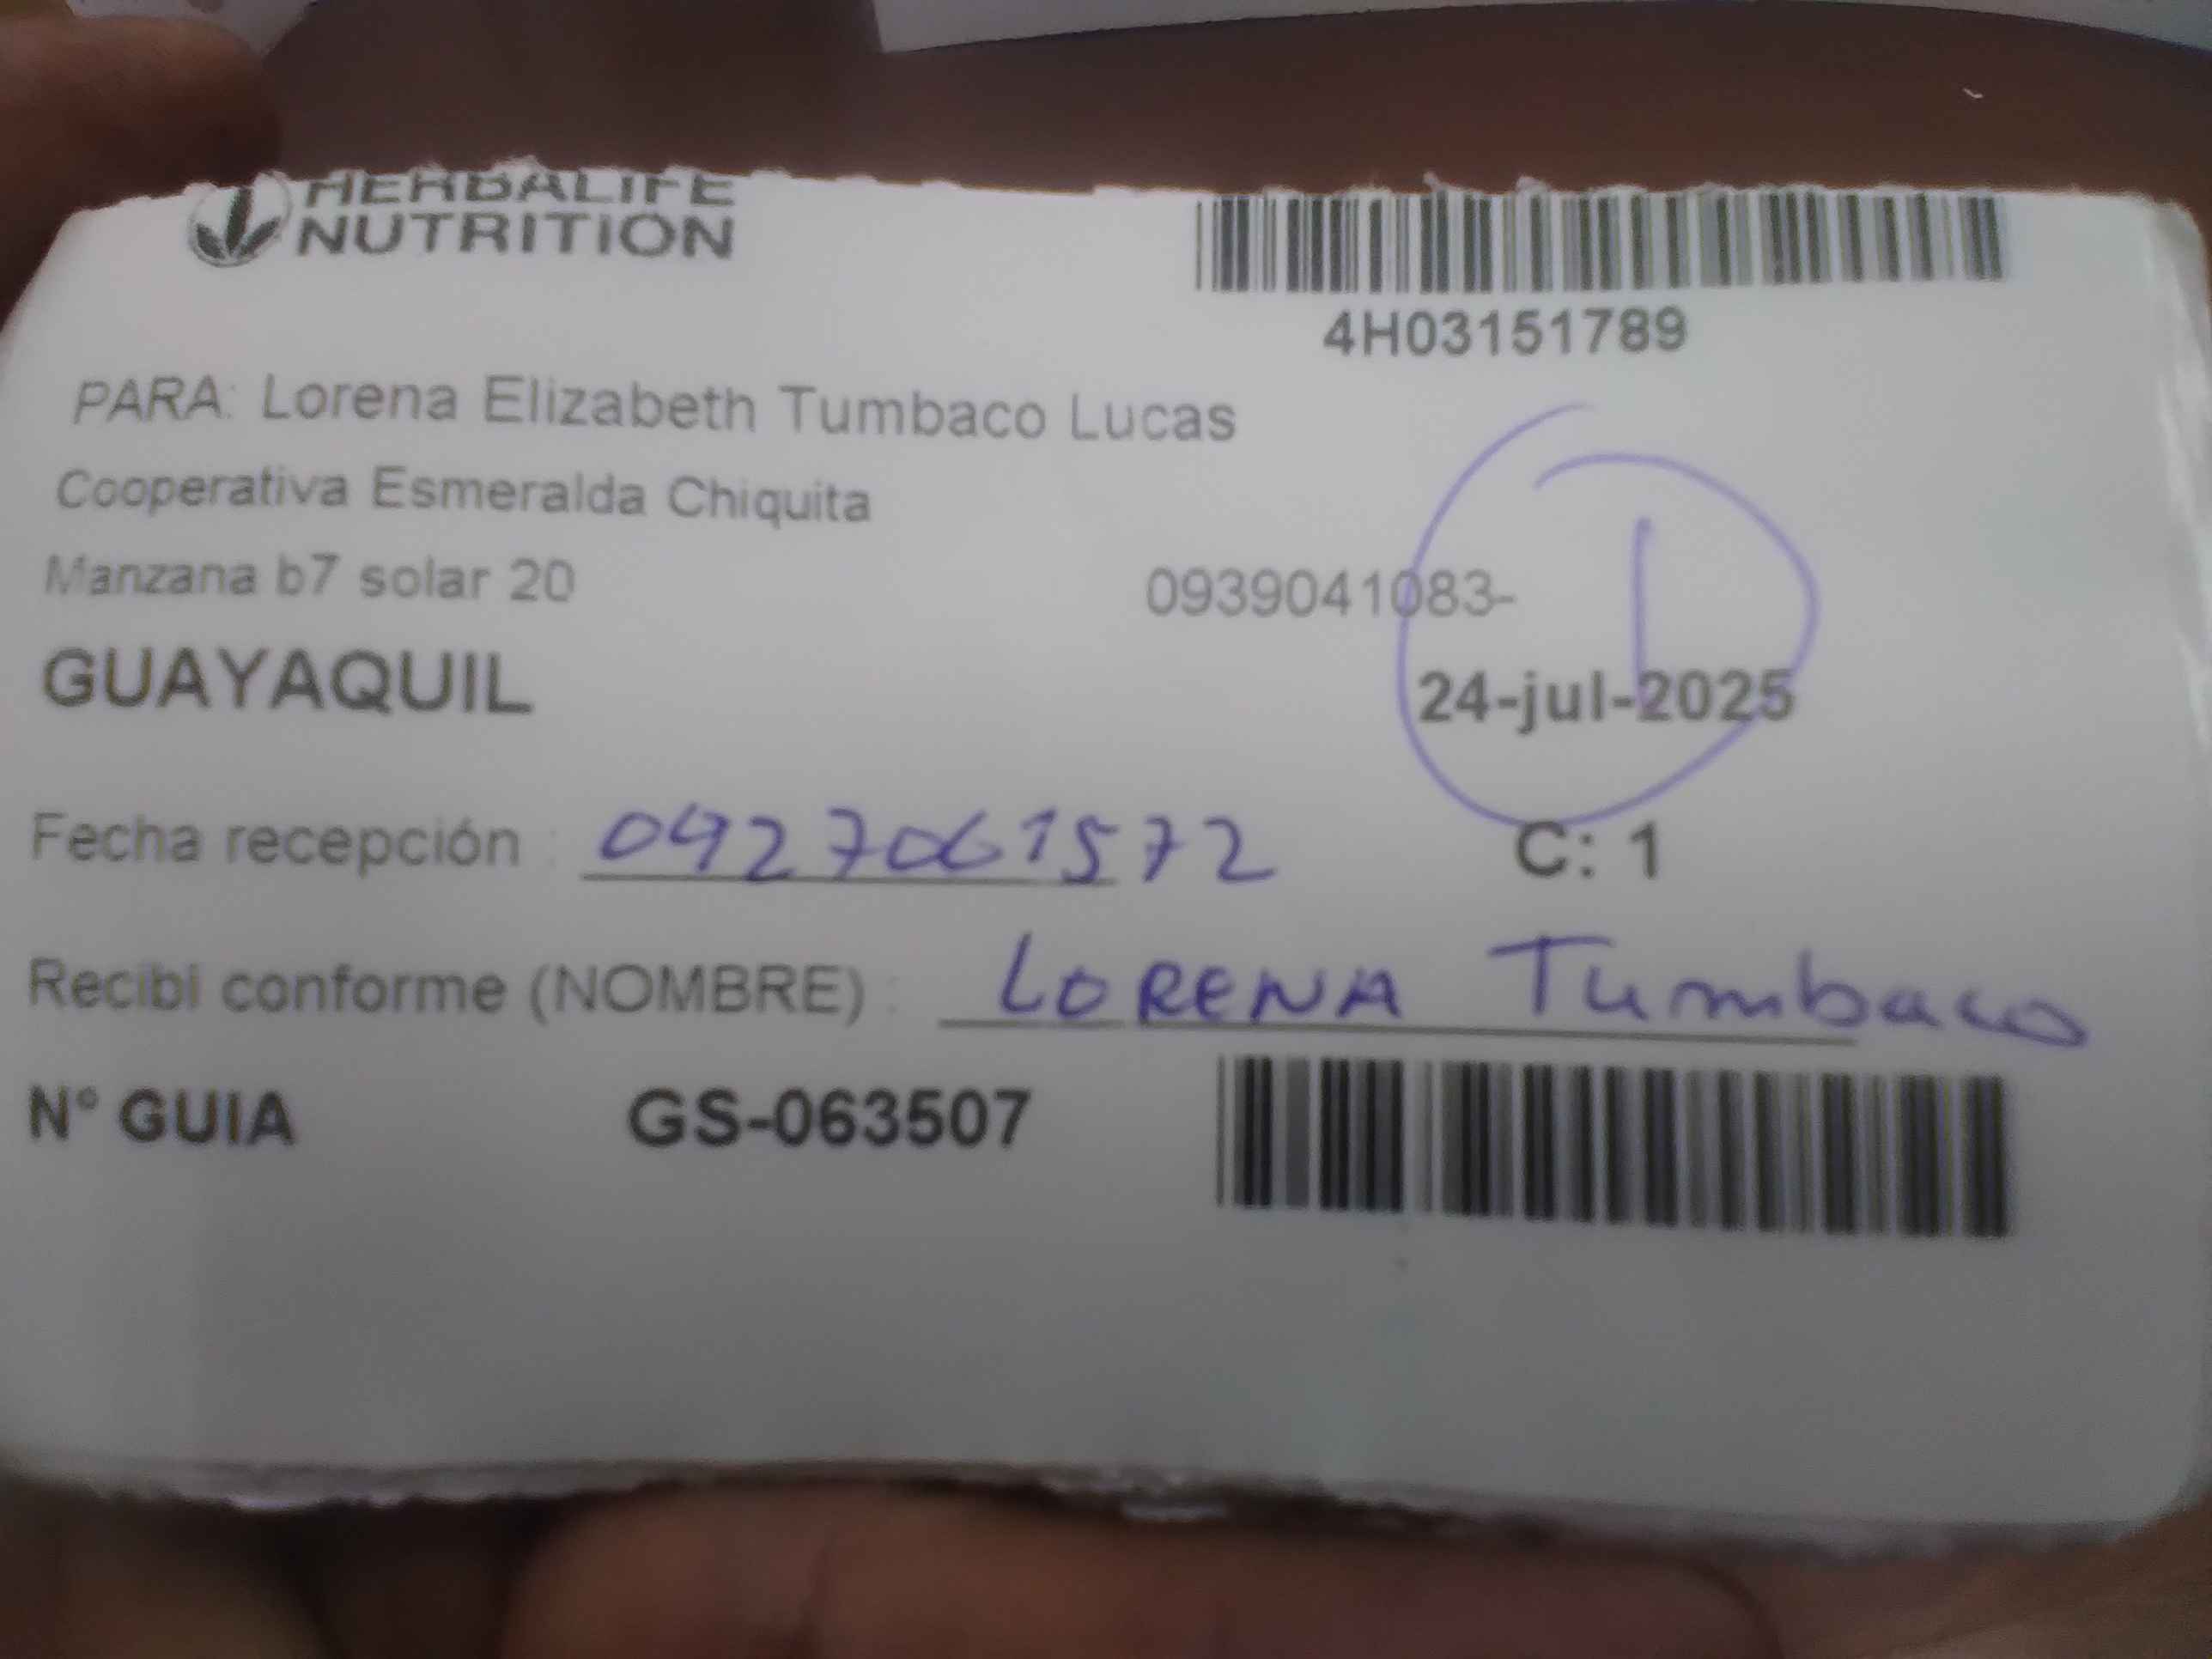 HERBALIFE
NUTRITION
4H03151789
PARA: Lorena Elizabeth Tumbaco Lucas
Cooperativa Esmeralda Chiquita
Manzana b7 solar 20 0939041083-
GUAYAQUIL 24-jul-2025
Fecha recepción : 0927061572 C: 1
Recibi conforme (NOMBRE) : LORENA Tumbaco
N° GUIA GS-063507